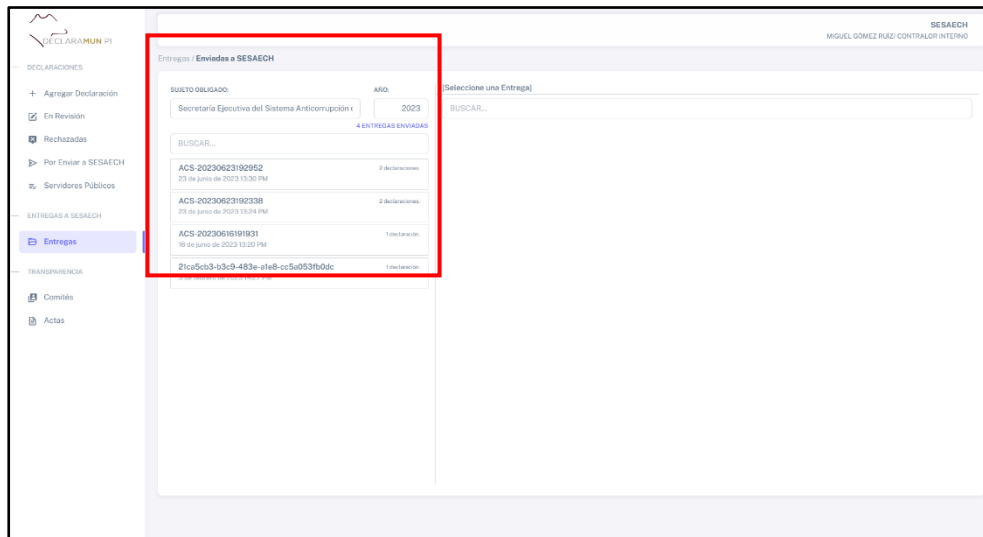 DECLARAMUN PI
DECLARACIONES
Agregar Declaración
En Revisión
Rechazadas
Por Enviar a SESAECH
Servidores Públicos
ENTREGAS A SESAECH
Entregas
TRANSPARENCIA
Comités
Actas
SESAECH
MIGUEL GÓMEZ RUÍZ/ CONTRALOR INTERNO
Entregas / Enviadas a SESAECH
SUJETO OBLIGADO:
AÑO:
Secretaría Ejecutiva del Sistema Anticorrupción
2023
4 ENTREGAS ENVIADAS
BUSCAR...
ACS-20230623192952
2 declaraciones.
23 de junio de 2023 13:30 PM
ACS-20230623192338
2 declaraciones.
23 de junio de 2023 13:24 PM
ACS-20230616191931
1 declaración.
16 de junio de 2023 13:20 PM
21ca5cb3-b3c9-483e-a1e8-cc5a053fb0dc
1 declaración.
[Seleccione una Entrega]
BUSCAR...